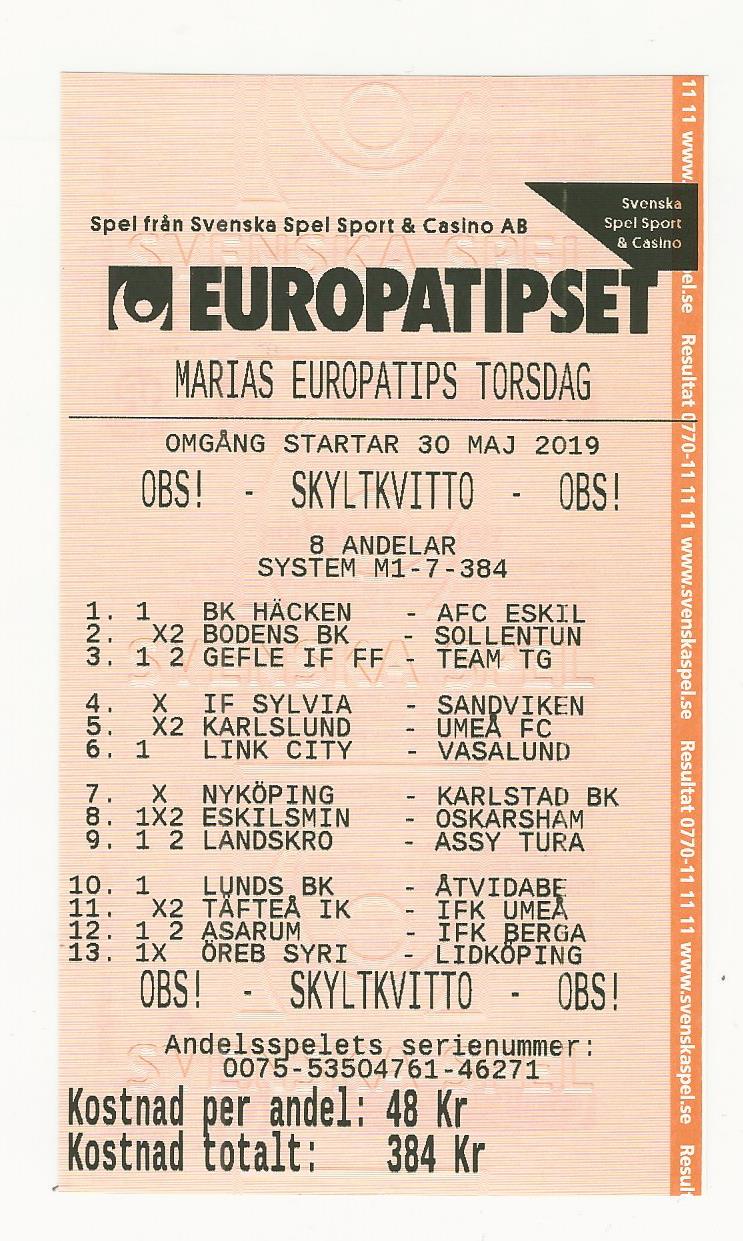 Svenska
Spel Sport
& Casino
Spel från Svenska Spel Sport & Casino AB
EUROPATIPSET
MARIAS EUROPATIPS TORSDAG
OMGÅNG STARTAR 30 MAJ 2019
OBS! - SKYLTKVITTO - OBS!
8 ANDELAR
SYSTEM M1-7-384
1. 1 BK HÄCKEN - AFC ESKIL
2. X2 BODENS BK - SOLLENTUN
3. 1 2 GEFLE IF FF - TEAM TG
4. X IF SYLVIA - SANDVIKEN
5. X2 KARLSLUND - UMEÅ FC
6. 1 LINK CITY - VASALUND
7. X NYKÖPING - KARLSTAD BK
8. 1X2 ESKILSMIN - OSKARSHAM
9. 1 2 LANDSKRO - ASSY TURA
10. 1 LUNDS BK - ÅTVIDABE
11. X2 TÄFTEÅ IK - IFK UMEÅ
12. 1 2 ASARUM - IFK BERGA
13. 1X ÖREB SYRI - LIDKÖPING
OBS! - SKYLTKVITTO - OBS!
Andelsspelets serienummer:
0075-53504761-46271
Kostnad per andel: 48 Kr
Kostnad totalt: 384 Kr
11 11 www. el.se Resultat 0770-11 11 11 www.svenskaspel.se Resultat 0770-11 11 11 www.svenskaspel.se Result
SVENSKA SPEL
SVENSKA SPEL
SVENSKA SPEL